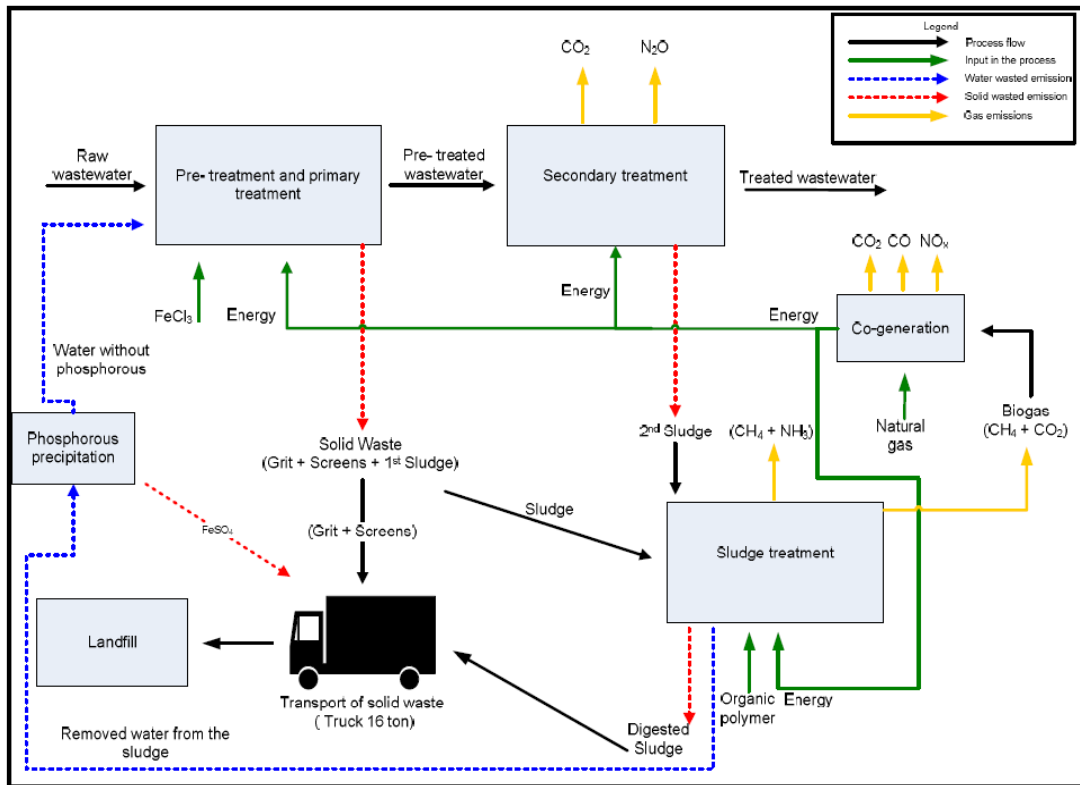 Legend
Process flow
Input in the process
Water wasted emission
Solid wasted emission
Gas emissions
CO₂
N₂O
Raw
wastewater
Pre- treatment and primary
treatment
Pre- treated
wastewater
Secondary treatment
Treated wastewater
CO₂
CO
NOₓ
FeCl₃
Energy
Energy
Energy
Co-generation
Water without
phosphorous
Phosphorous
precipitation
Solid Waste
(Grit + Screens + 1ˢᵗ Sludge)
2ⁿᵈ Sludge
(CH₄ + NH₃)
Natural
gas
Biogas
(CH₄ + CO₂)
FeSO₄
(Grit + Screens)
Sludge
Sludge treatment
Landfill
Transport of solid waste
( Truck 16 ton)
Organic
polymer
Energy
Removed water from the
sludge
Digested
Sludge